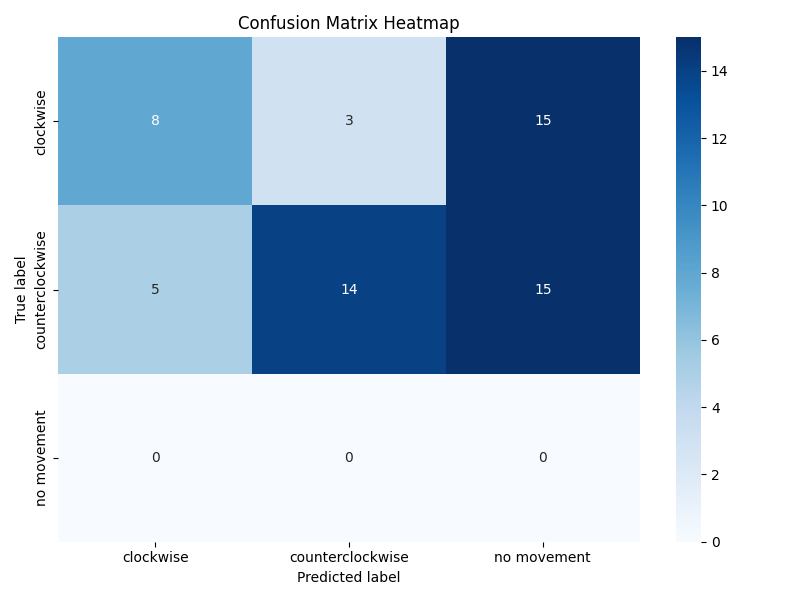 Confusion Matrix Heatmap
clockwise
8
3
15
14
12
10
8
6
4
2
0
True label
counterclockwise
5
14
15
no movement
0
0
0
clockwise
counterclockwise
no movement
Predicted label